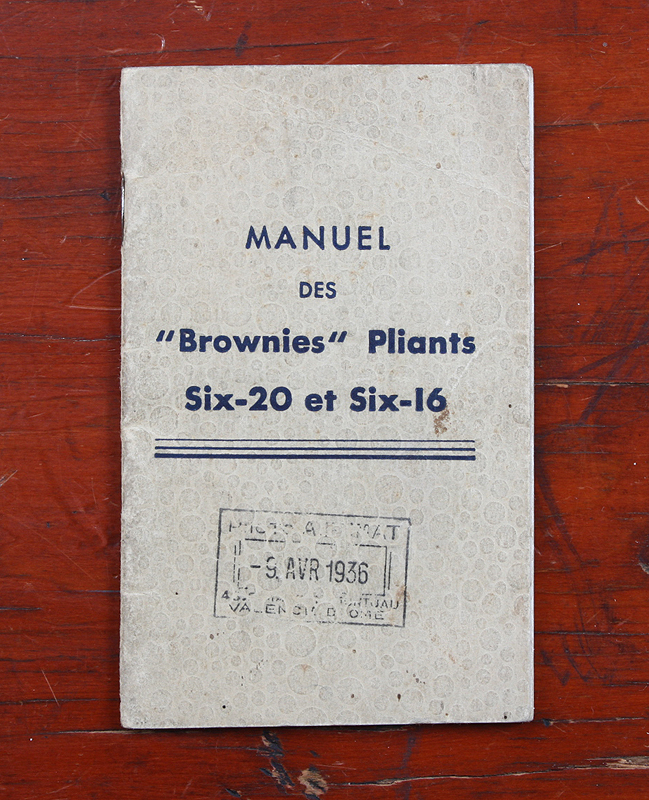 MANUEL
DES
"Brownies" Pliants
Six-20 et Six-16
-9. AVR 1936